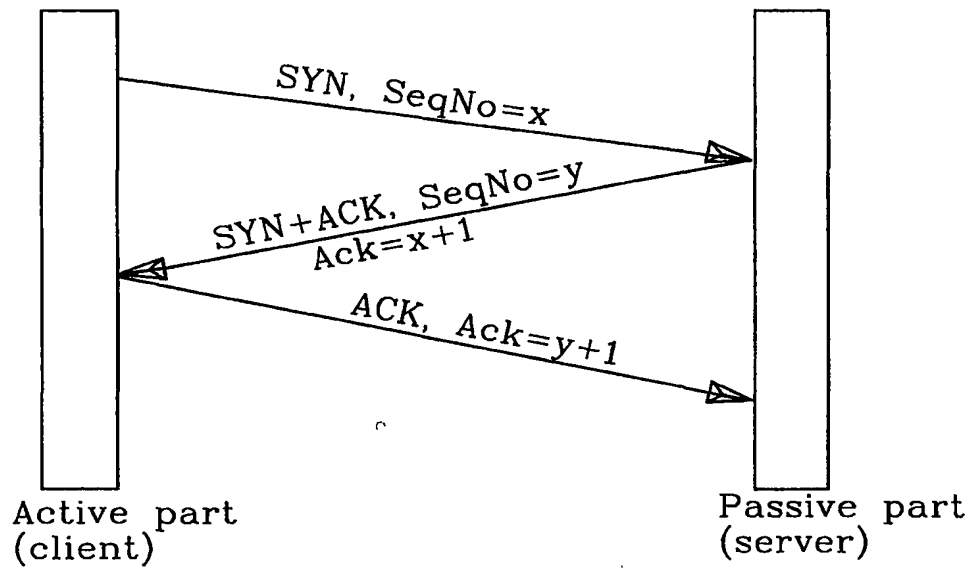 SYN, SeqNo=x
SYN+ACK, SeqNo=y
Ack=x+1
ACK, Ack=y+1
Active part
(client)
Passive part
(server)